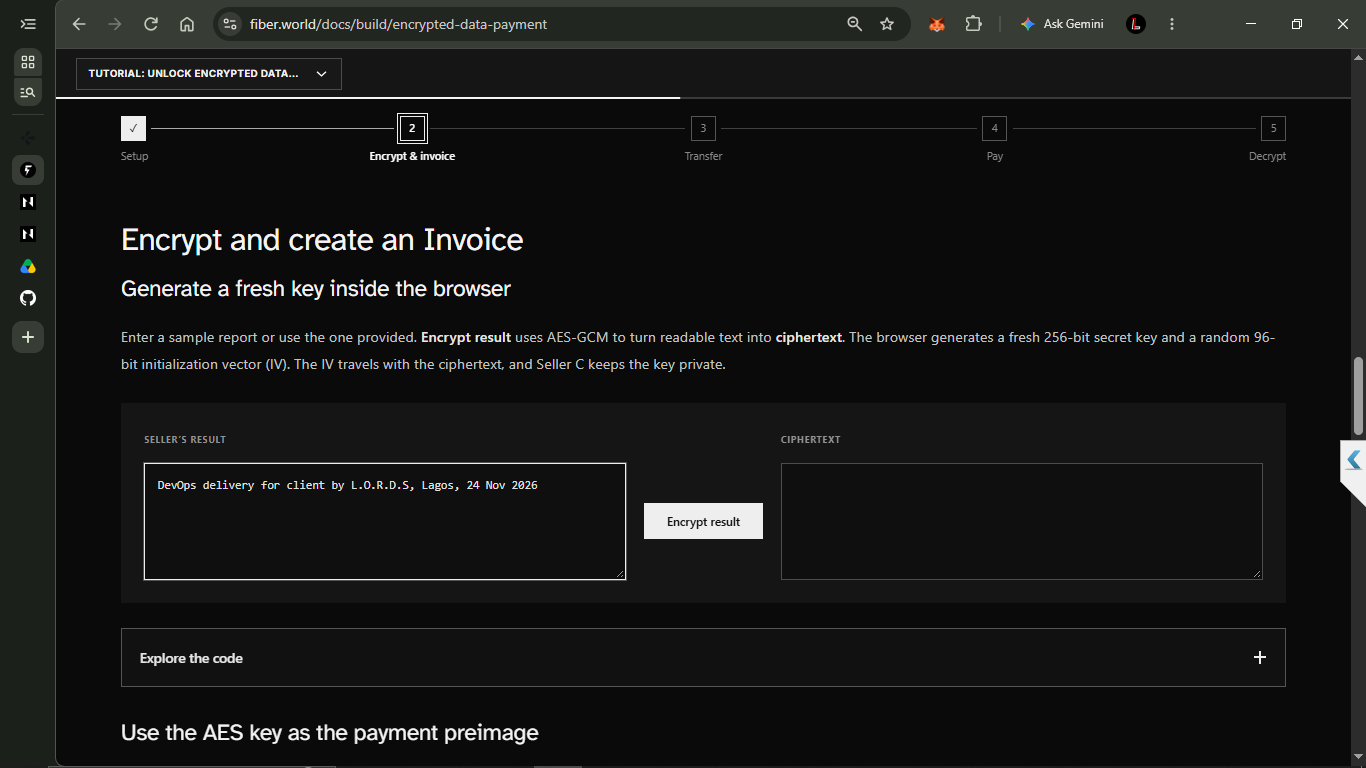 fiber.world/docs/build/encrypted-data-payment
Ask Gemini
TUTORIAL: UNLOCK ENCRYPTED DATA...
✓ 2 3 4 5
Setup Encrypt & invoice Transfer Pay Decrypt
Encrypt and create an Invoice
Generate a fresh key inside the browser
Enter a sample report or use the one provided. Encrypt result uses AES-GCM to turn readable text into ciphertext. The browser generates a fresh 256-bit secret key and a random 96-
bit initialization vector (IV). The IV travels with the ciphertext, and Seller C keeps the key private.
SELLER'S RESULT
DevOps delivery for client by L.O.R.D.S, Lagos, 24 Nov 2026
Encrypt result
CIPHERTEXT
Explore the code
Use the AES key as the payment preimage